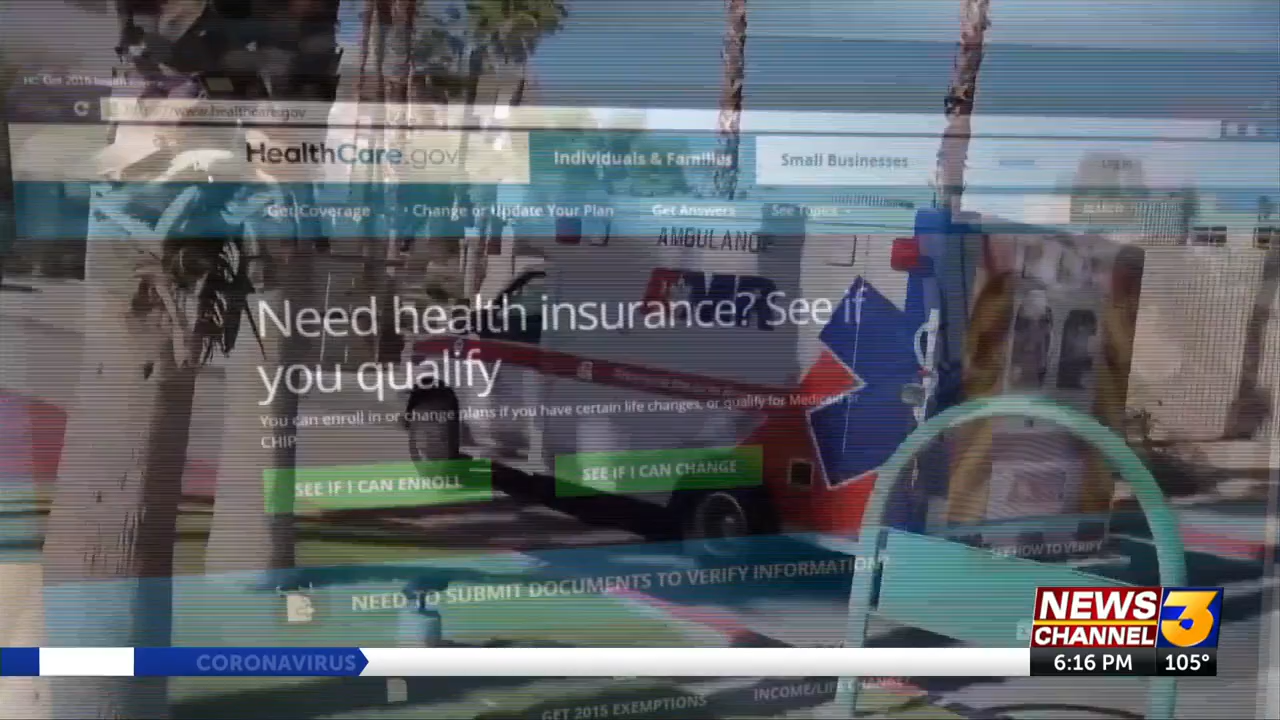 www.healthcare.gov
HealthCare.gov
Individuals & Families
Small Businesses
Get Coverage
Change or Update Your Plan
Get Answers
See Topics
AMBULANCE
Need health insurance? See if
you qualify
You can enroll in or change plans if you have certain life changes, or qualify for Medicaid or
CHIP
SEE IF I CAN ENROLL
SEE IF I CAN CHANGE
SEE HOW TO VERIFY
NEED TO SUBMIT DOCUMENTS TO VERIFY INFORMATION?
NEWS
CHANNEL 3
CORONAVIRUS
6:16 PM 105°
GET 2015 EXEMPTIONS
INCOME/LIFE CHANGE?